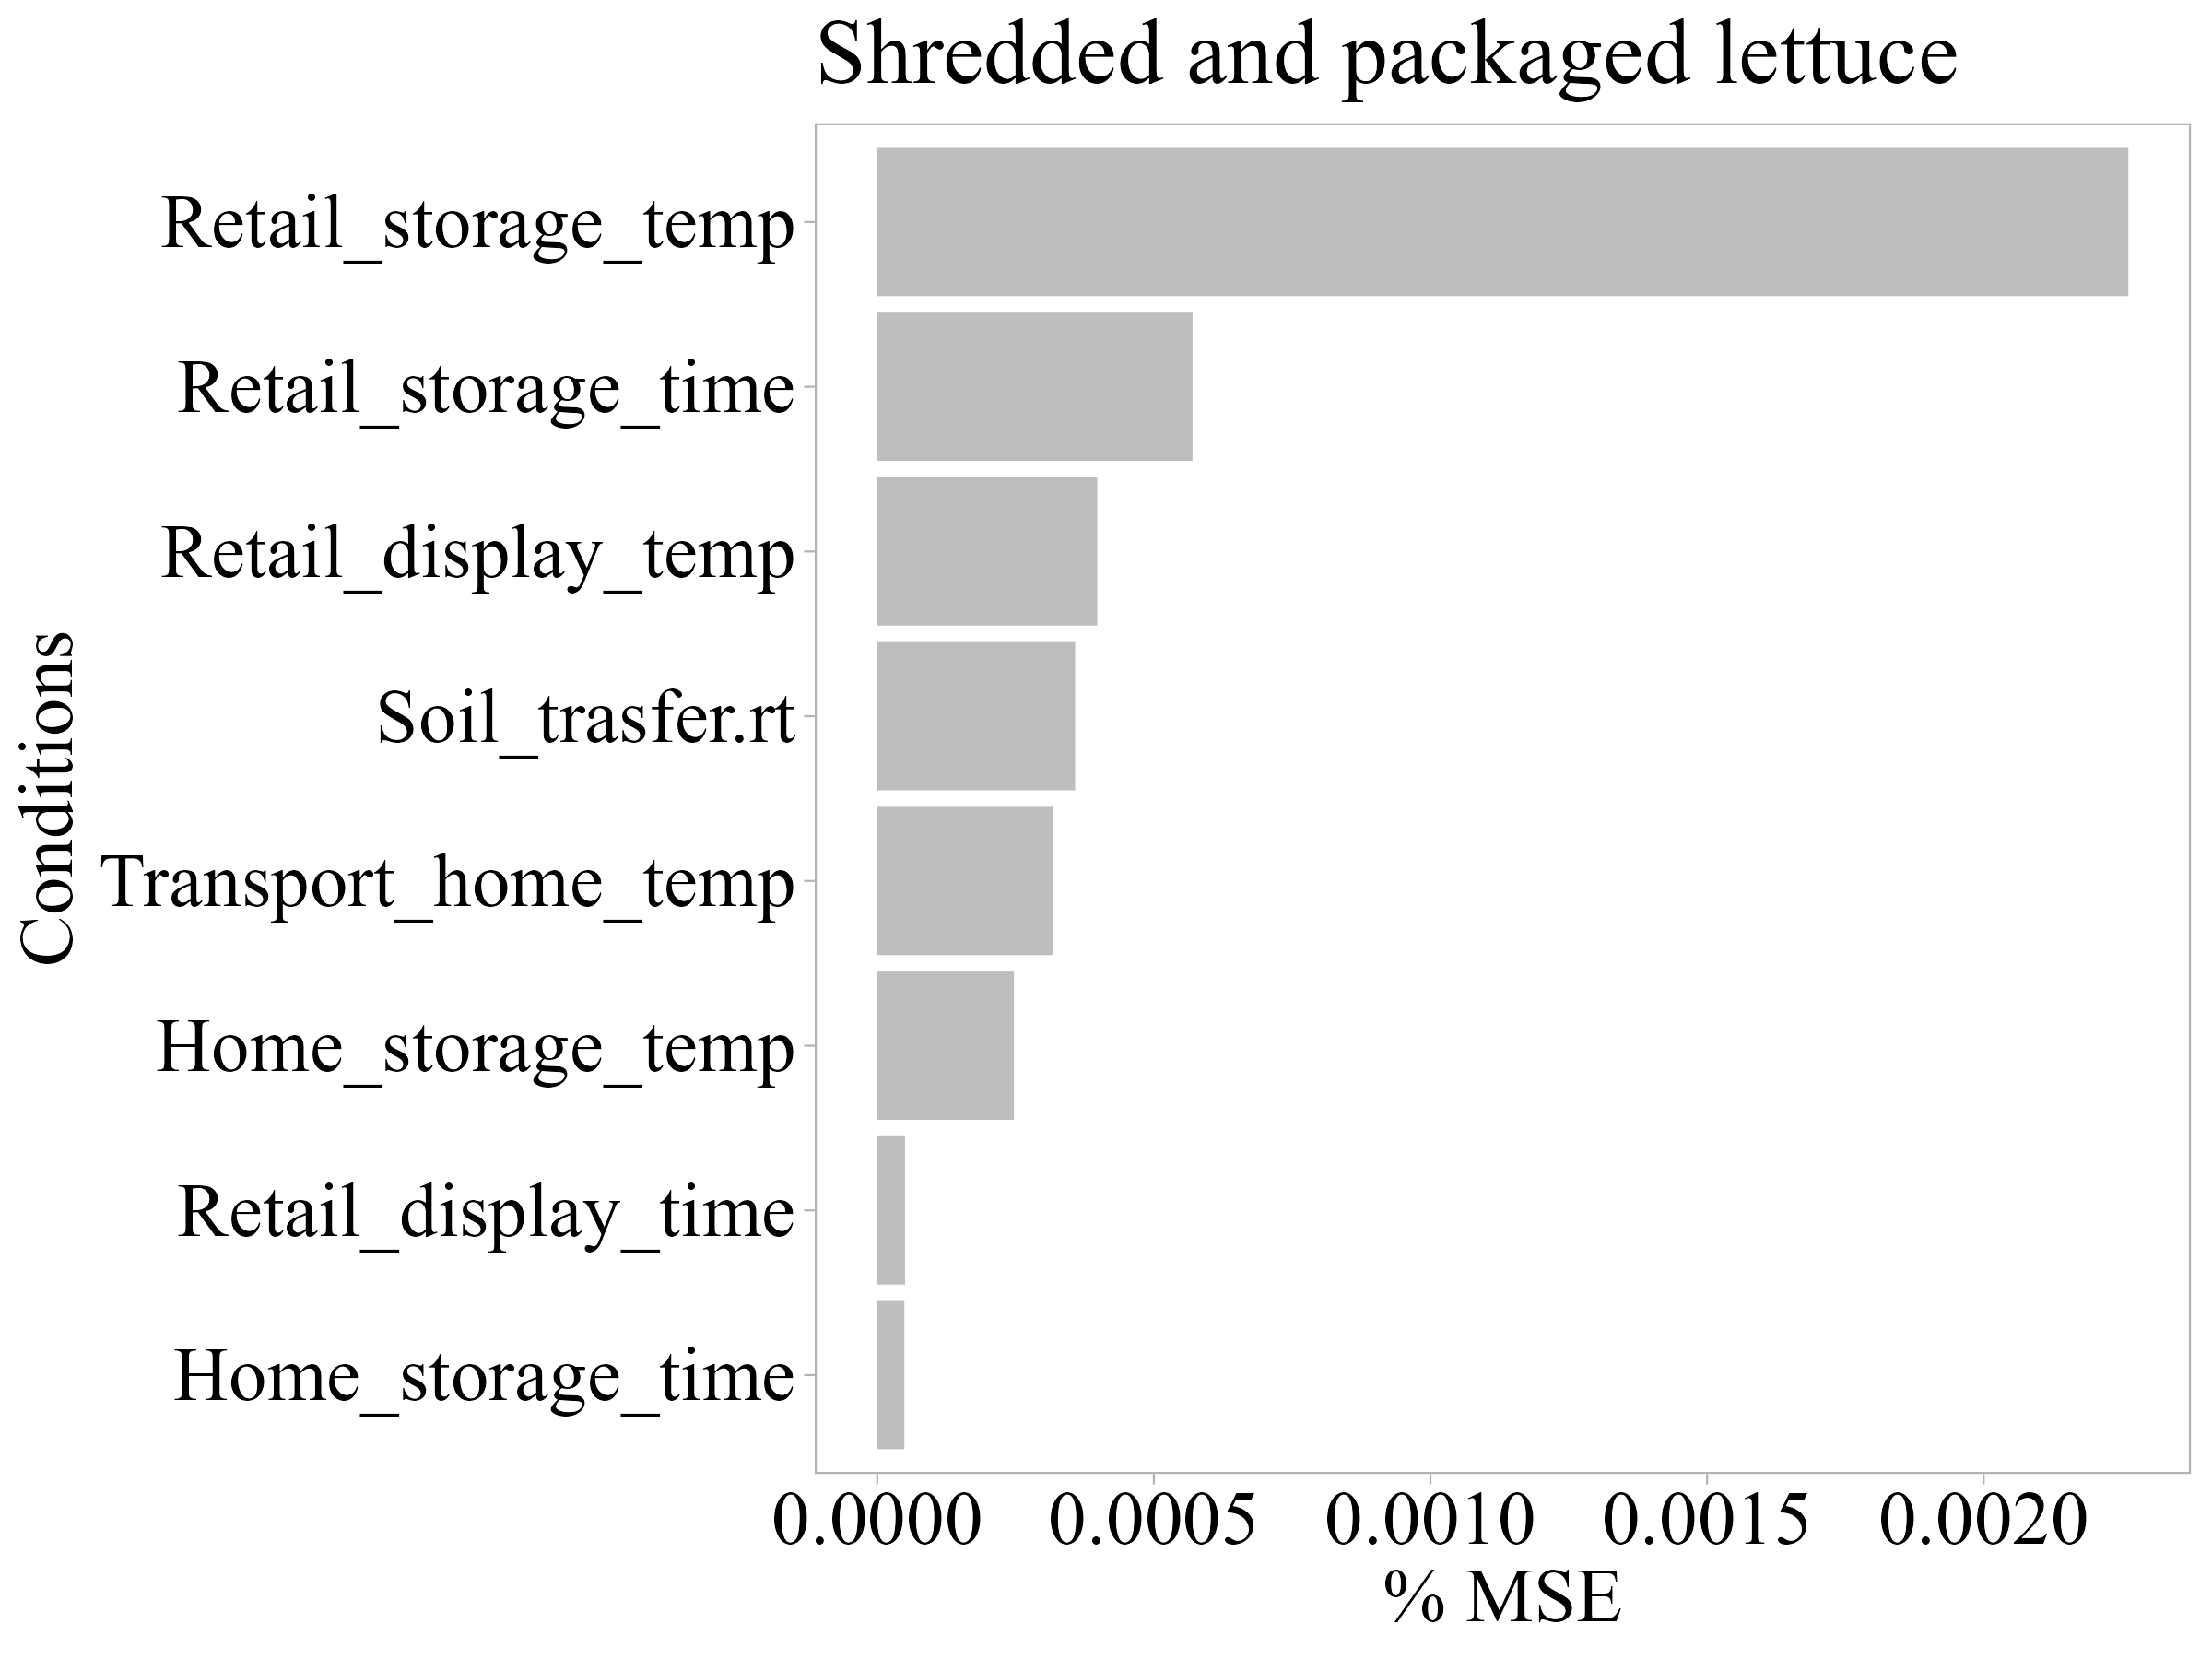 Shredded and packaged lettuce
Conditions
Retail_storage_temp
Retail_storage_time
Retail_display_temp
Soil_trasfer.rt
Transport_home_temp
Home_storage_temp
Retail_display_time
Home_storage_time
0.0000 0.0005 0.0010 0.0015 0.0020
% MSE